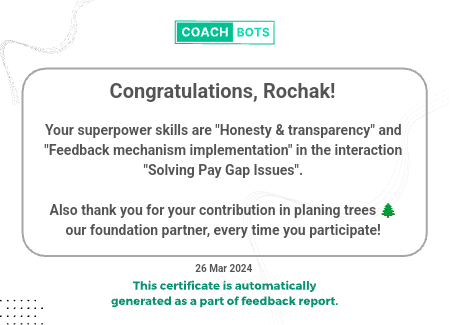 COACH BOTS
Congratulations, Rochak!
Your superpower skills are "Honesty & transparency" and
"Feedback mechanism implementation" in the interaction
"Solving Pay Gap Issues".
Also thank you for your contribution in planing trees 🌲
our foundation partner, every time you participate!
26 Mar 2024
This certificate is automatically
generated as a part of feedback report.